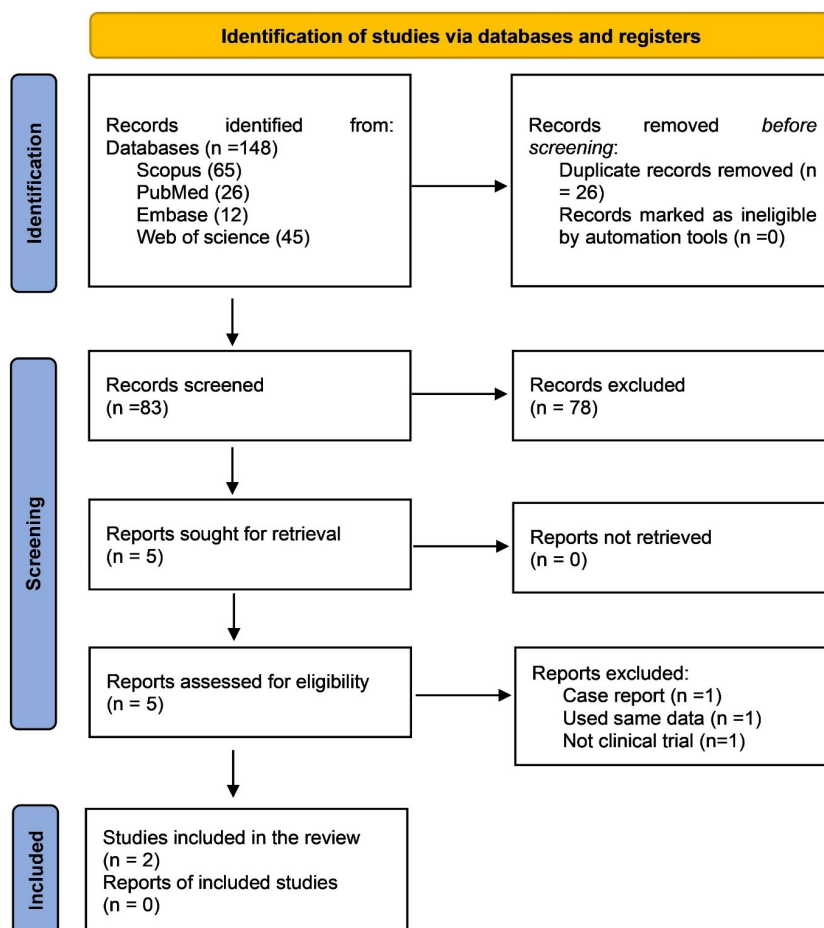 Identification of studies via databases and registers
Identification
Records identified from:
Databases (n =148)
Scopus (65)
PubMed (26)
Embase (12)
Web of science (45)
Records removed before
screening:
Duplicate records removed (n
= 26)
Records marked as ineligible
by automation tools (n =0)
Screening
Records screened
(n =83)
Records excluded
(n = 78)
Reports sought for retrieval
(n = 5)
Reports not retrieved
(n = 0)
Reports assessed for eligibility
(n = 5)
Reports excluded:
Case report (n =1)
Used same data (n =1)
Not clinical trial (n=1)
Included
Studies included in the review
(n = 2)
Reports of included studies
(n = 0)